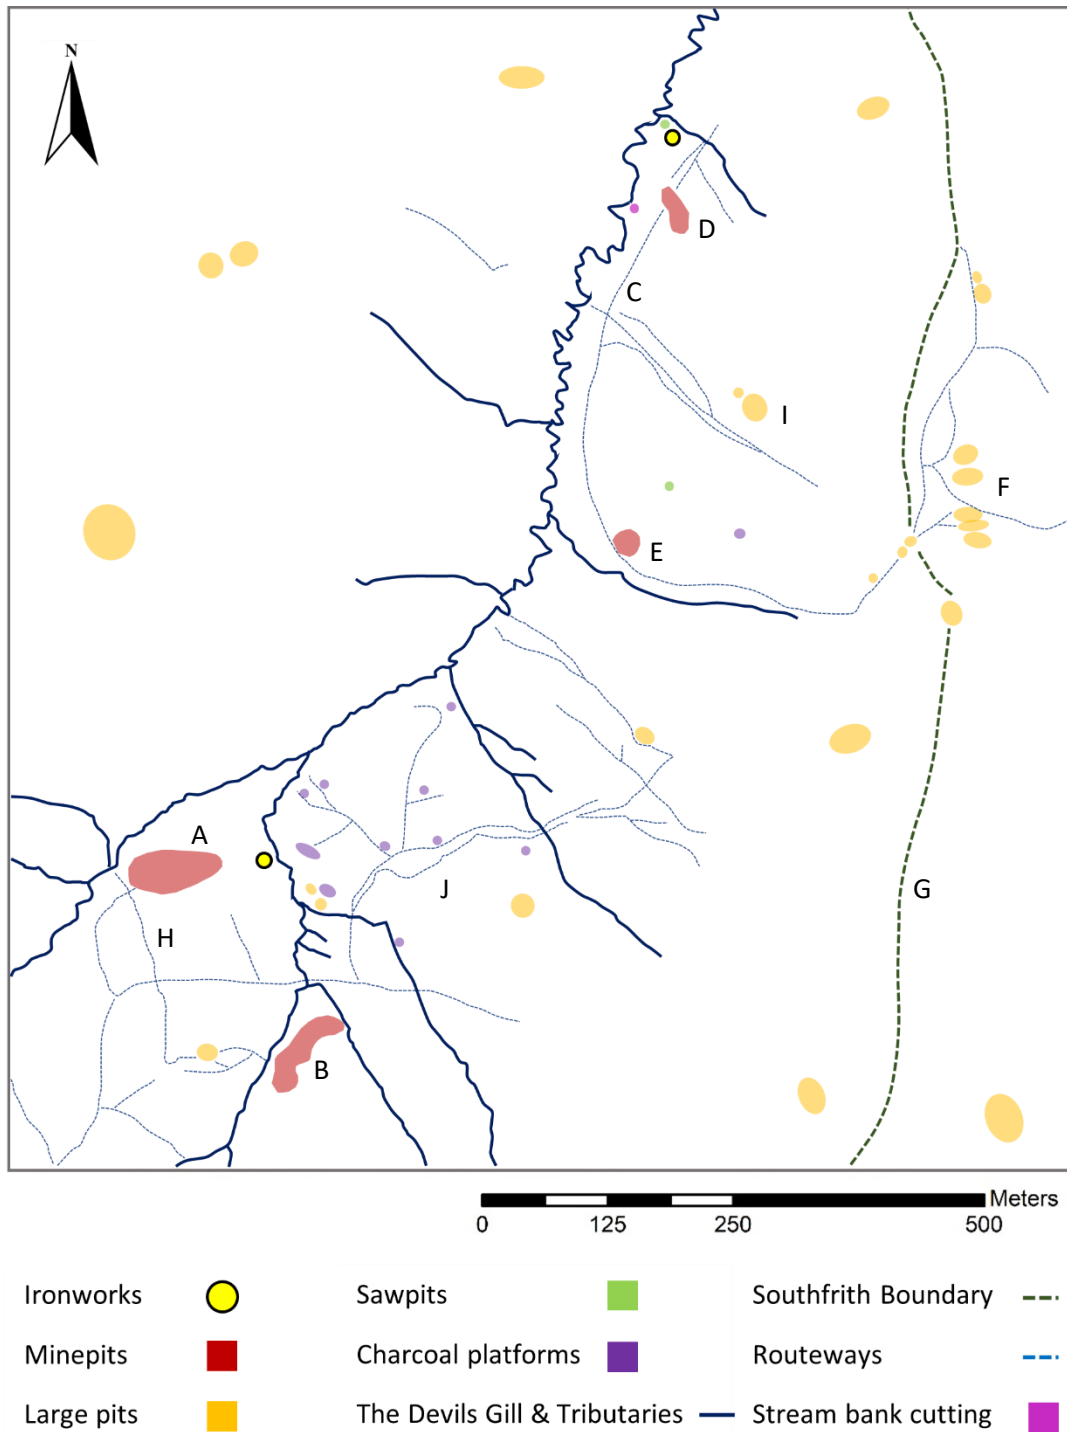 N
D
C
I
F
E
A
J
G
H
B
Meters
0 125 250 500
Ironworks Sawpits Southfrith Boundary
Minepits Charcoal platforms Routeways
Large pits The Devils Gill & Tributaries Stream bank cutting